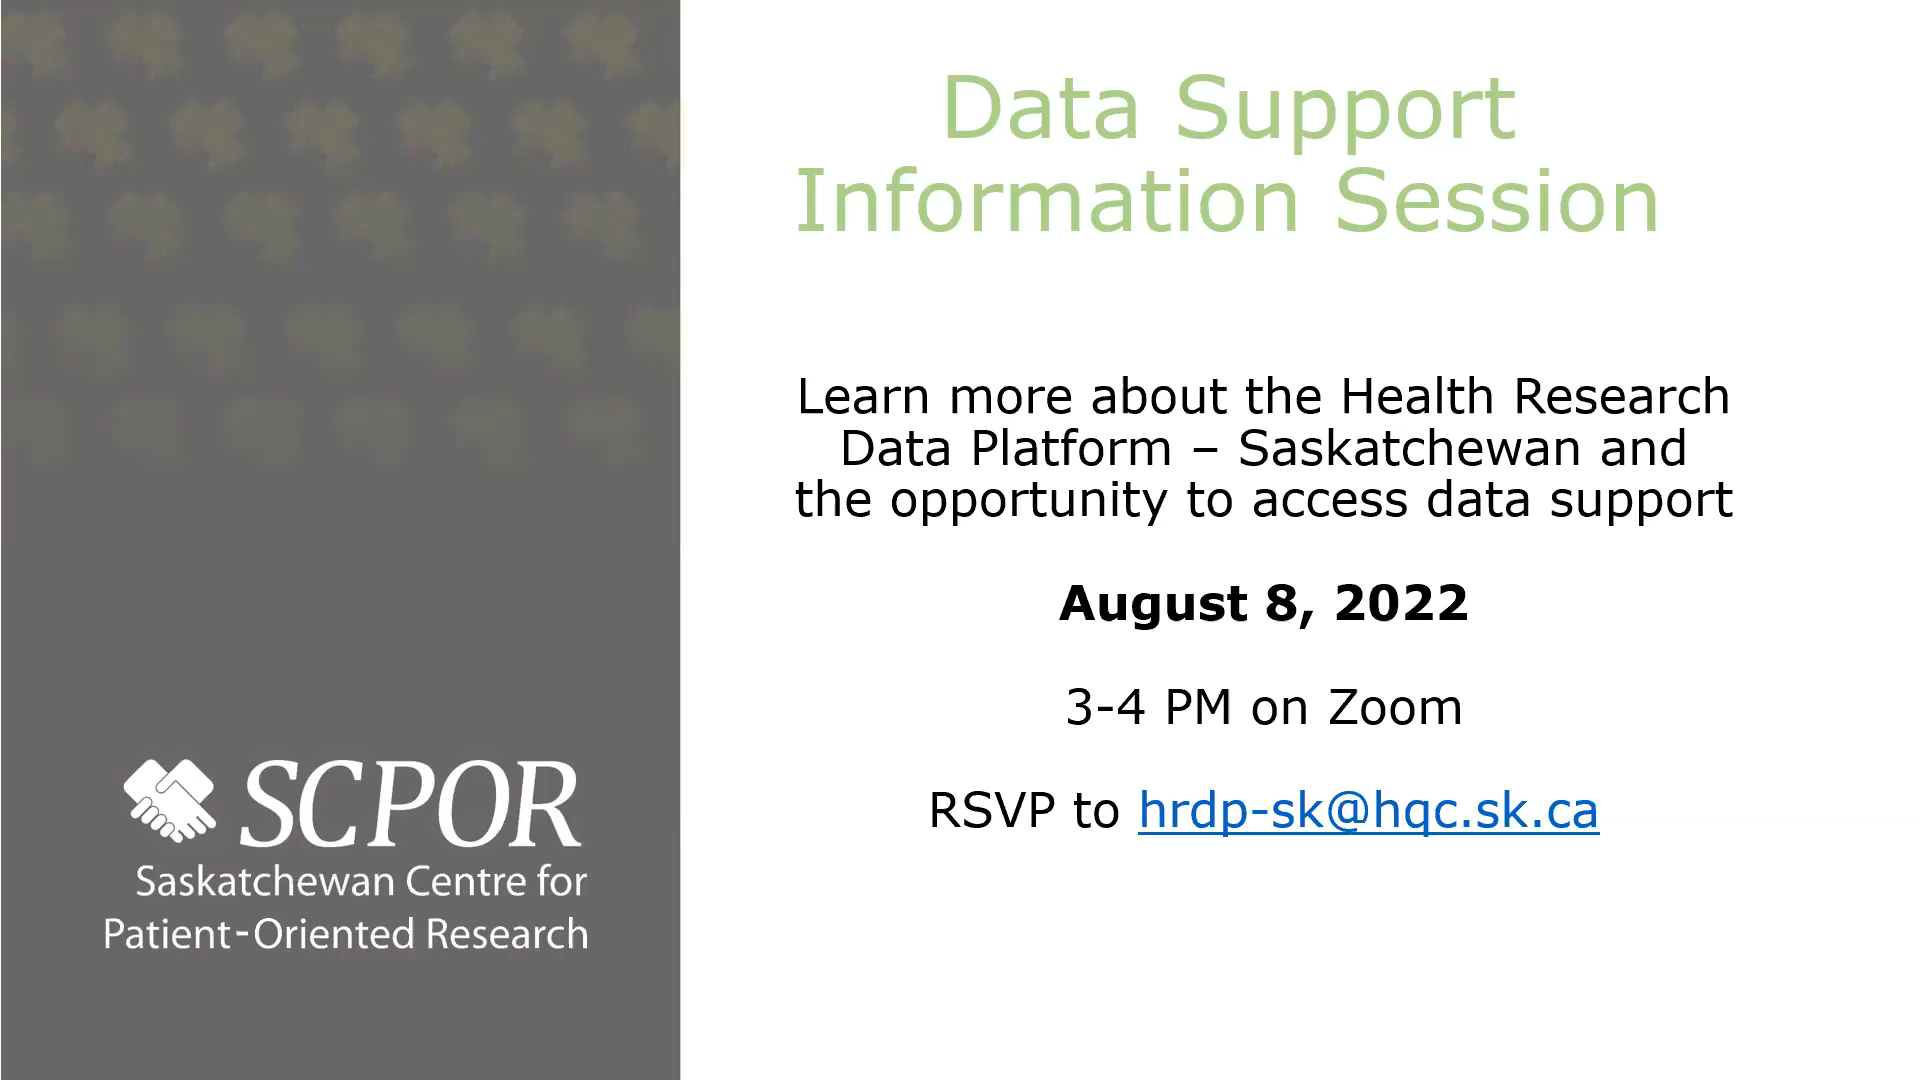 Data Support
Information Session
Learn more about the Health Research
Data Platform – Saskatchewan and
the opportunity to access data support
August 8, 2022
3-4 PM on Zoom
RSVP to hrdp-sk@hqc.sk.ca
SCPOR
Saskatchewan Centre for
Patient-Oriented Research